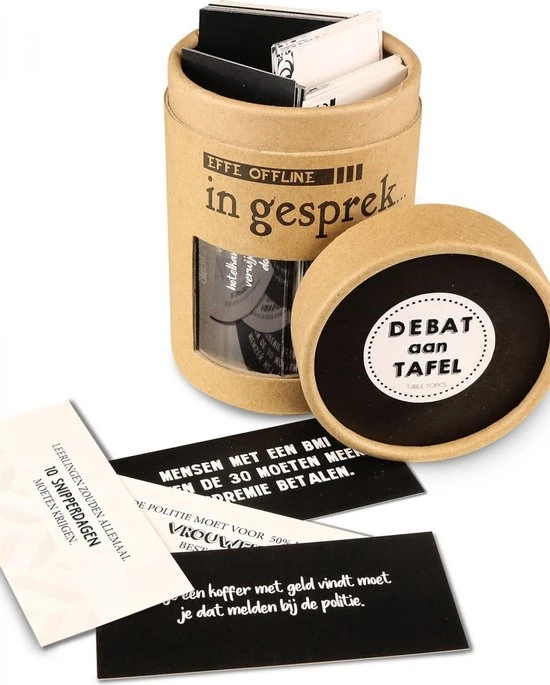 EFFE OFFLINE
in gesprek...
DEBAT
aan
TAFEL
TABLE-TOPICS
LEERLINGEN ZOUDEN ALLEMAAL
10 SNIPPERDAGEN
MOETEN KRIJGEN.
MENSEN MET EEN BMI
DE 30 MOETEN MEER
PREMIE BETALEN.
DE POLITIE MOET VOOR 50%
een koffer met geld vindt moet
je dat melden bij de politie.